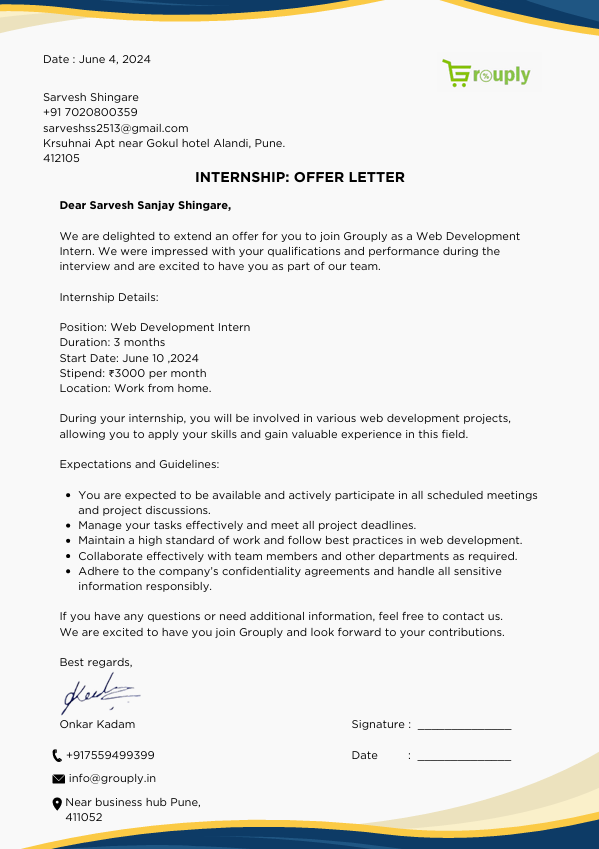 Date : June 4, 2024
Grouply
Sarvesh Shingare
+91 7020800359
sarveshss2513@gmail.com
Krsuhnai Apt near Gokul hotel Alandi, Pune.
412105
INTERNSHIP: OFFER LETTER
Dear Sarvesh Sanjay Shingare,
We are delighted to extend an offer for you to join Grouply as a Web Development
Intern. We were impressed with your qualifications and performance during the
interview and are excited to have you as part of our team.
Internship Details:
Position: Web Development Intern
Duration: 3 months
Start Date: June 10 ,2024
Stipend: ₹3000 per month
Location: Work from home.
During your internship, you will be involved in various web development projects,
allowing you to apply your skills and gain valuable experience in this field.
Expectations and Guidelines:
• You are expected to be available and actively participate in all scheduled meetings
and project discussions.
• Manage your tasks effectively and meet all project deadlines.
• Maintain a high standard of work and follow best practices in web development.
• Collaborate effectively with team members and other departments as required.
• Adhere to the company's confidentiality agreements and handle all sensitive
information responsibly.
If you have any questions or need additional information, feel free to contact us.
We are excited to have you join Grouply and look forward to your contributions.
Best regards,
Onkar Kadam
Signature : ______________
+917559499399
Date : ______________
info@grouply.in
Near business hub Pune,
411052